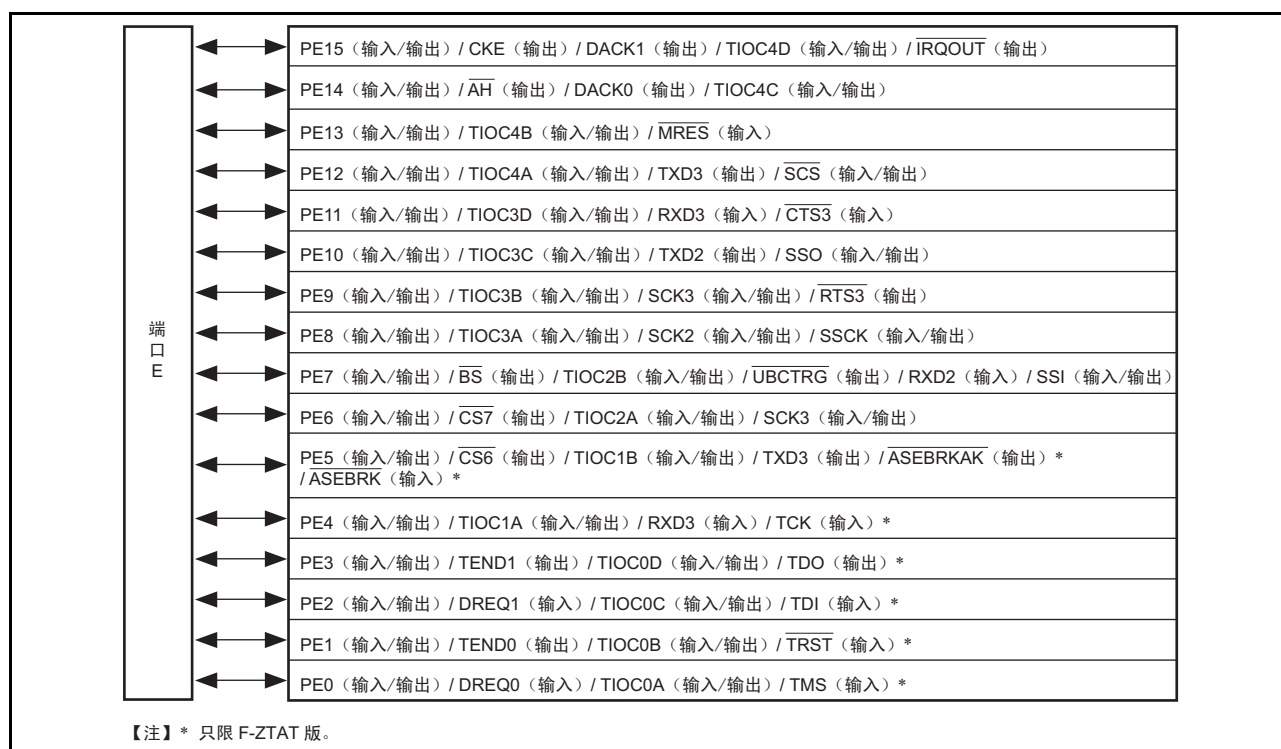 PE15（输入/输出）/ CKE（输出）/ DACK1（输出）/ TIOC4D（输入/输出）/ IRQOUT（输出）
PE14（输入/输出）/ AH（输出）/ DACK0（输出）/ TIOC4C（输入/输出）
PE13（输入/输出）/ TIOC4B（输入/输出）/ MRES（输入）
PE12（输入/输出）/ TIOC4A（输入/输出）/ TXD3（输出）/ SCS（输入/输出）
PE11（输入/输出）/ TIOC3D（输入/输出）/ RXD3（输入）/ CTS3（输入）
PE10（输入/输出）/ TIOC3C（输入/输出）/ TXD2（输出）/ SSO（输入/输出）
PE9（输入/输出）/ TIOC3B（输入/输出）/ SCK3（输入/输出）/ RTS3（输出）
端
口
E
PE8（输入/输出）/ TIOC3A（输入/输出）/ SCK2（输入/输出）/ SSCK（输入/输出）
PE7（输入/输出）/ BS（输出）/ TIOC2B（输入/输出）/ UBCTRG（输出）/ RXD2（输入）/ SSI（输入/输出）
PE6（输入/输出）/ CS7（输出）/ TIOC2A（输入/输出）/ SCK3（输入/输出）
PE5（输入/输出）/ CS6（输出）/ TIOC1B（输入/输出）/ TXD3（输出）/ ASEBRKAK（输出）*
/ ASEBRK（输入）*
PE4（输入/输出）/ TIOC1A（输入/输出）/ RXD3（输入）/ TCK（输入）*
PE3（输入/输出）/ TEND1（输出）/ TIOC0D（输入/输出）/ TDO（输出）*
PE2（输入/输出）/ DREQ1（输入）/ TIOC0C（输入/输出）/ TDI（输入）*
PE1（输入/输出）/ TEND0（输出）/ TIOC0B（输入/输出）/ TRST（输入）*
PE0（输入/输出）/ DREQ0（输入）/ TIOC0A（输入/输出）/ TMS（输入）*
【注】* 只限 F-ZTAT 版。